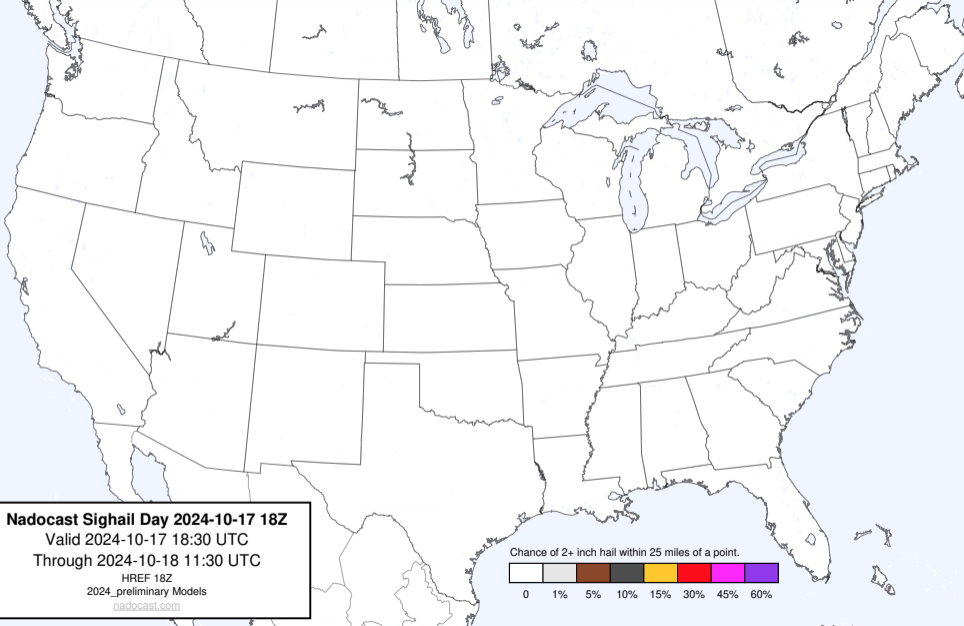 Nadocast Sighail Day 2024-10-17 18Z
Valid 2024-10-17 18:30 UTC
Through 2024-10-18 11:30 UTC
HREF 18Z
2024_preliminary Models
nadocast.com
Chance of 2+ inch hail within 25 miles of a point.
0 1% 5% 10% 15% 30% 45% 60%